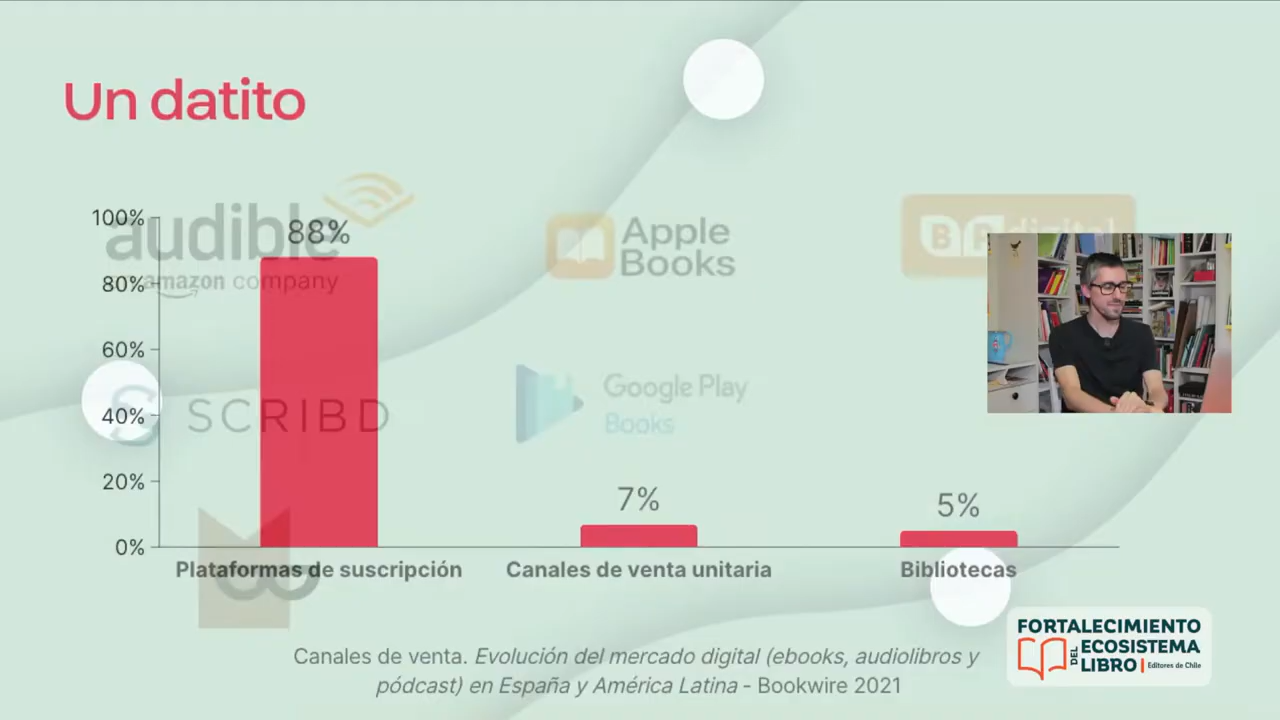 Un datito
100%
80%
60%
40%
20%
0%
88%
7%
5%
audible
amazon company
Apple
Books
digital
SCRIBD
Google Play
Books
Plataformas de suscripción
Canales de venta unitaria
Bibliotecas
Canales de venta. Evolución del mercado digital (ebooks, audiolibros y
pódcast) en España y América Latina - Bookwire 2021
FORTALECIMIENTO
DEL ECOSISTEMA
LIBRO | Editores de Chile